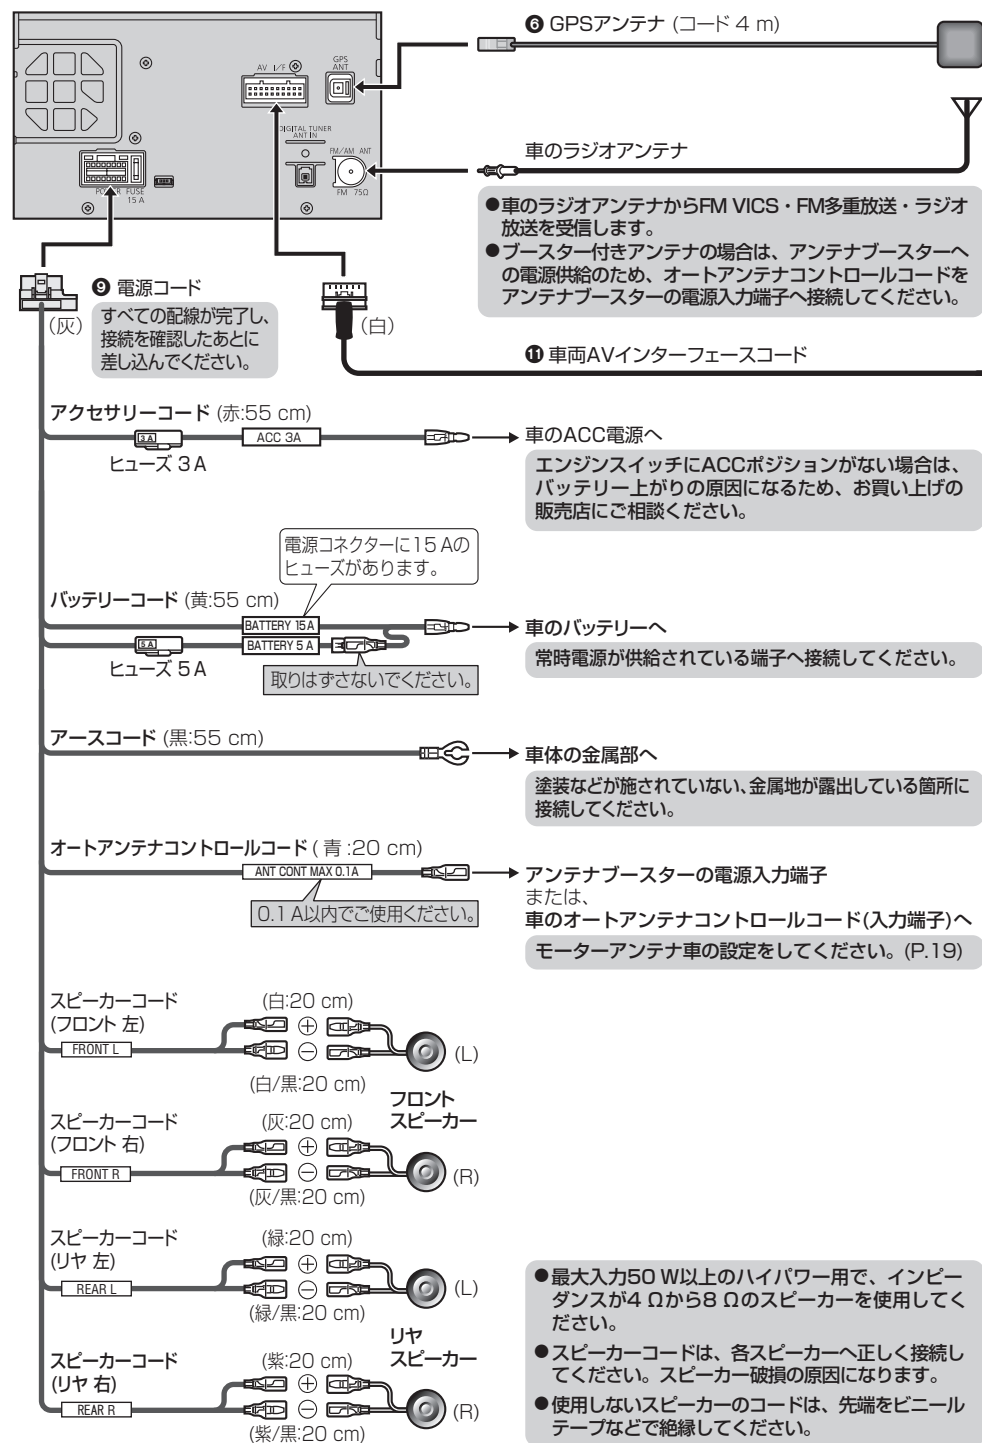 ❻ GPSアンテナ (コード 4 m)
AV I/F
GPS
ANT
DIGITAL TUNER
ANT IN
FM/AM ANT
FM 75Ω
POWER
FUSE
15 A
車のラジオアンテナ
●車のラジオアンテナからFM VICS・FM多重放送・ラジオ
放送を受信します。
●ブースター付きアンテナの場合は、アンテナブースターへ
の電源供給のため、オートアンテナコントロールコードを
アンテナブースターの電源入力端子へ接続してください。
❾ 電源コード
(灰)
すべての配線が完了し、
接続を確認したあとに
差し込んでください。
(白)
⓫ 車両AVインターフェースコード
アクセサリーコード (赤:55 cm)
3 A
ACC 3A
ヒューズ 3 A
車のACC電源へ
エンジンスイッチにACCポジションがない場合は、
バッテリー上がりの原因になるため、お買い上げの
販売店にご相談ください。
電源コネクターに15 Aの
ヒューズがあります。
バッテリーコード (黄:55 cm)
BATTERY 15A
5 A
BATTERY 5 A
ヒューズ 5 A
取りはずさないでください。
車のバッテリーへ
常時電源が供給されている端子へ接続してください。
アースコード (黒:55 cm)
車体の金属部へ
塗装などが施されていない、金属地が露出している箇所に
接続してください。
オートアンテナコントロールコード ( 青 :20 cm)
ANT CONT MAX 0.1A
0.1 A以内でご使用ください。
アンテナブースターの電源入力端子
または、
車のオートアンテナコントロールコード(入力端子)へ
モーターアンテナ車の設定をしてください。(P.19)
スピーカーコード
(フロント 左)
FRONT L
(白:20 cm)
⊕
⊖
(L)
(白/黒:20 cm)
フロント
スピーカー
スピーカーコード
(フロント 右)
FRONT R
(灰:20 cm)
⊕
⊖
(R)
(灰/黒:20 cm)
スピーカーコード
(リヤ 左)
REAR L
(緑:20 cm)
⊕
⊖
(L)
(緑/黒:20 cm)
リヤ
スピーカー
スピーカーコード
(リヤ 右)
REAR R
(紫:20 cm)
⊕
⊖
(R)
(紫/黒:20 cm)
●最大入力50 W以上のハイパワー用で、インピー
ダンスが4 Ωから8 Ωのスピーカーを使用してく
ださい。
●スピーカーコードは、各スピーカーへ正しく接続し
てください。スピーカー破損の原因になります。
●使用しないスピーカーのコードは、先端をビニール
テープなどで絶縁してください。